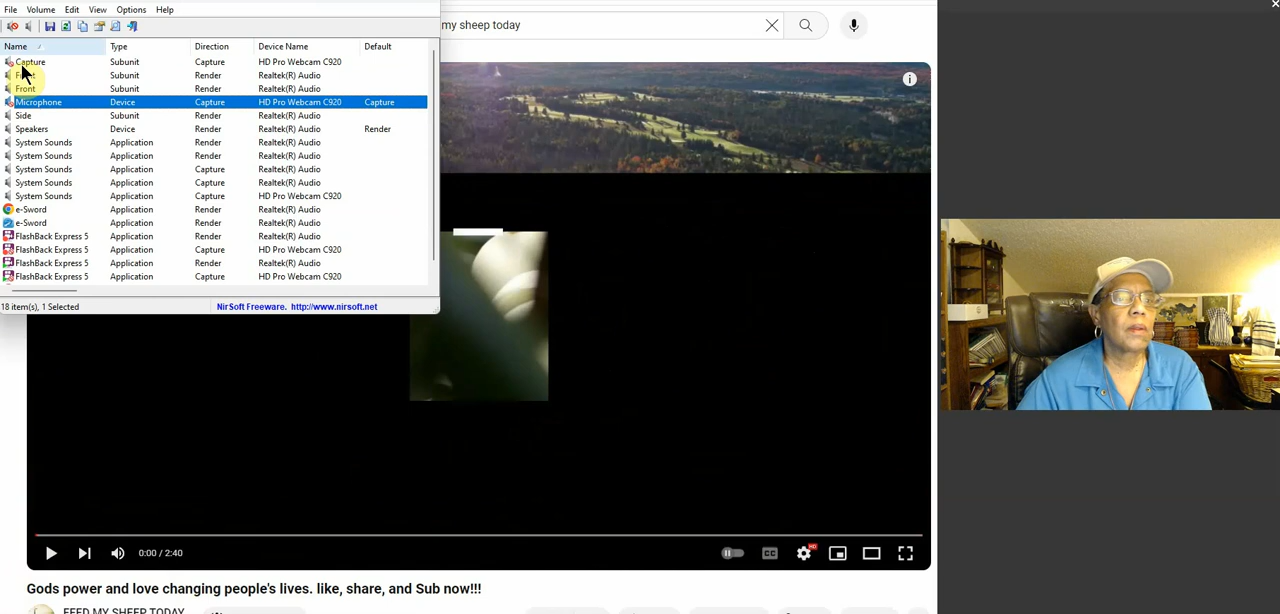 File Volume Edit View Options Help
my sheep today
Name Type Direction Device Name Default
Capture Subunit Capture HD Pro Webcam C920
Subunit Render Realtek(R) Audio
Front Subunit Render Realtek(R) Audio
Microphone Device Capture HD Pro Webcam C920 Capture
Side Subunit Render Realtek(R) Audio
Speakers Device Render Realtek(R) Audio Render
System Sounds Application Render Realtek(R) Audio
System Sounds Application Render Realtek(R) Audio
System Sounds Application Capture Realtek(R) Audio
System Sounds Application Render Realtek(R) Audio
System Sounds Application Capture HD Pro Webcam C920
e-Sword Application Render Realtek(R) Audio
e-Sword Application Render Realtek(R) Audio
FlashBack Express 5 Application Render Realtek(R) Audio
FlashBack Express 5 Application Capture HD Pro Webcam C920
FlashBack Express 5 Application Render Realtek(R) Audio
FlashBack Express 5 Application Capture HD Pro Webcam C920
18 item(s), 1 Selected NirSoft Freeware. http://www.nirsoft.net
0:00 / 2:40
CC
HD
Gods power and love changing people's lives. like, share, and Sub now!!!
FEED MY SHEEP TODAY